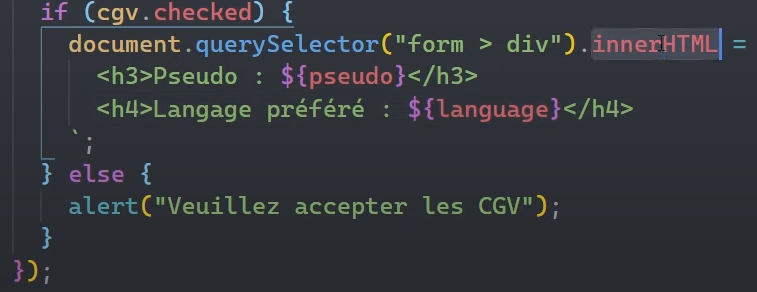 if (cgv.checked) {
document.querySelector("form > div").innerHTML =
<h3>Pseudo : ${pseudo}</h3>
<h4>Langage préféré : ${language}</h4>
`;
} else {
alert("Veuillez accepter les CGV");
}
});